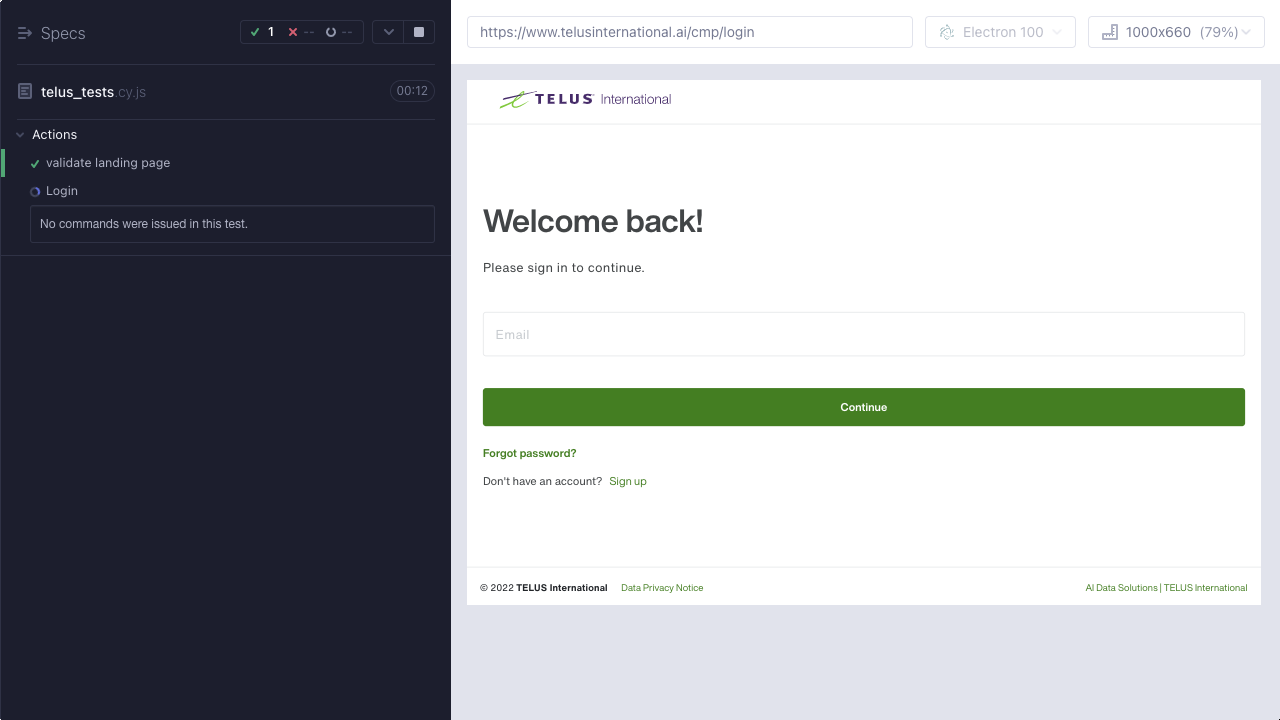 Specs
1 -- --
telus_tests.cy.js 00:12
Actions
validate landing page
Login
No commands were issued in this test.
https://www.telusinternational.ai/cmp/login
Electron 100
1000x660 (79%)
TELUS International
Welcome back!
Please sign in to continue.
Email
Continue
Forgot password?
Don't have an account? Sign up
© 2022 TELUS International Data Privacy Notice
AI Data Solutions | TELUS International